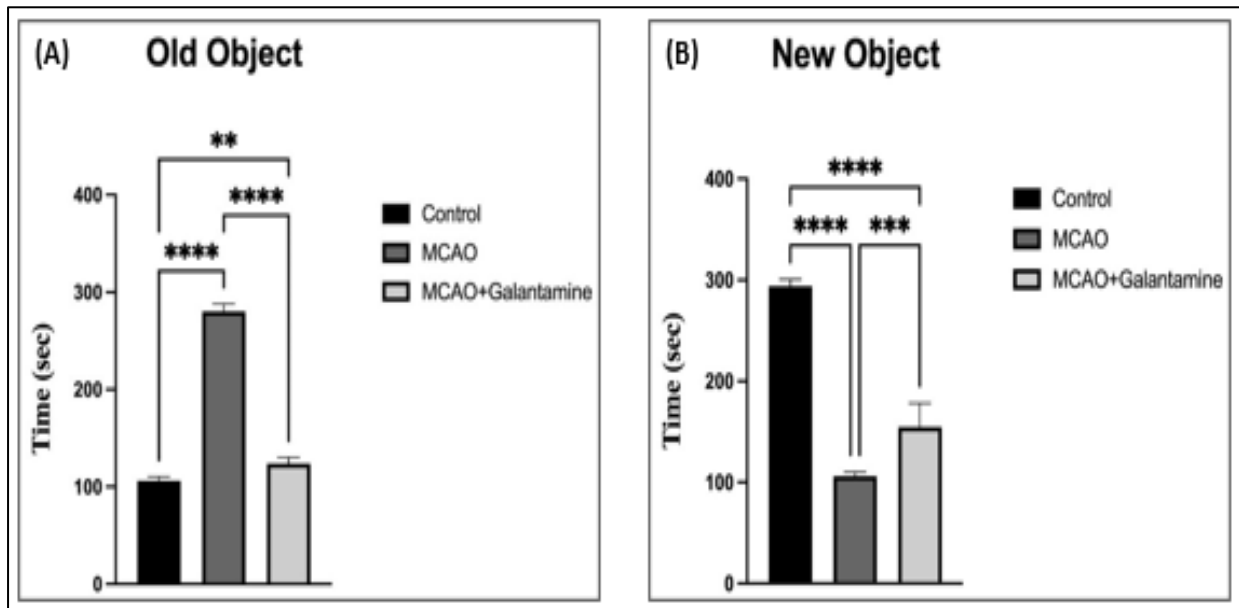 (A) Old Object
**
****
****
400
300
200
100
0
Time (sec)
Control
MCAO
MCAO+Galantamine
(B) New Object
****
**** ***
400
300
200
100
0
Time (sec)
Control
MCAO
MCAO+Galantamine